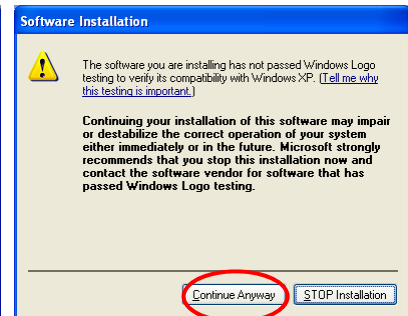 Software Installation
The software you are installing has not passed Windows Logo
testing to verify its compatibility with Windows XP. (Tell me why
this testing is important.)
Continuing your installation of this software may impair
or destabilize the correct operation of your system
either immediately or in the future. Microsoft strongly
recommends that you stop this installation now and
contact the software vendor for software that has
passed Windows Logo testing.
Continue Anyway STOP Installation